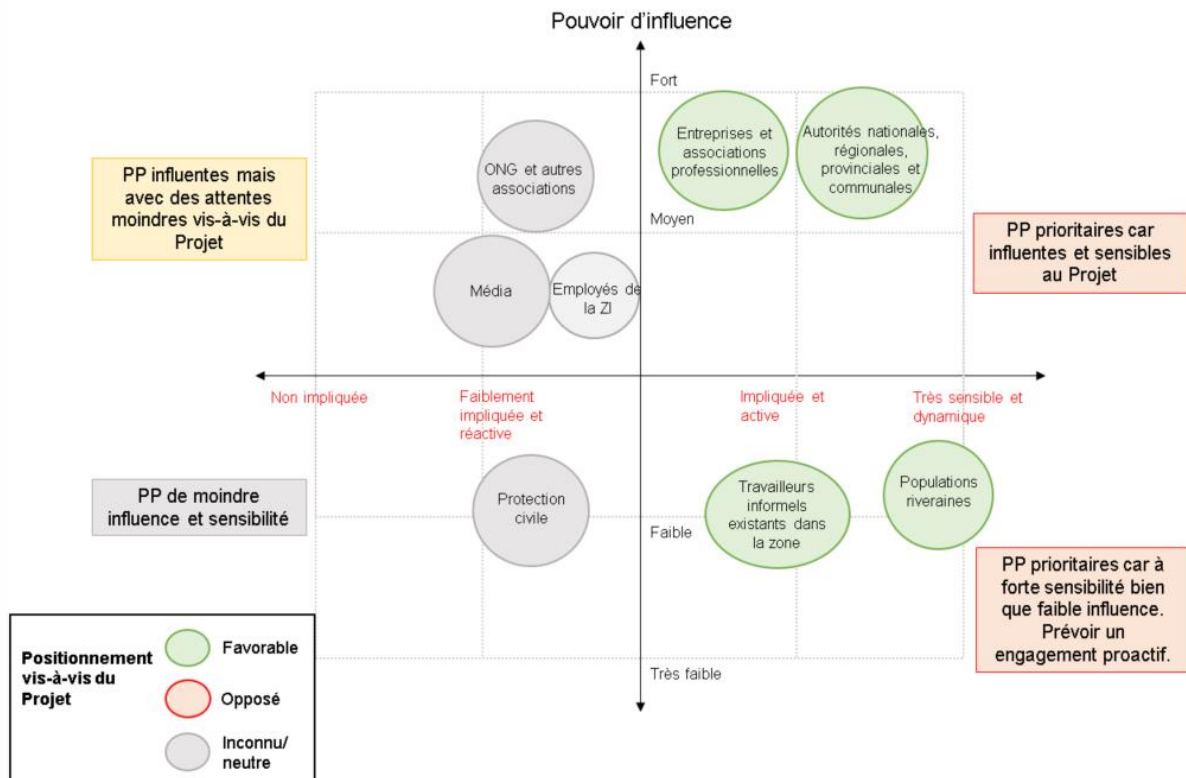 Pouvoir d'influence
Fort
Entreprises et
associations
professionnelles
Autorités nationales,
régionales,
provinciales et
communales
ONG et autres
associations
PP influentes mais
avec des attentes
moindres vis-à-vis du
Projet
Moyen
PP prioritaires car
influentes et sensibles
au Projet
Média
Employés de
la ZI
Non impliquée
Faiblement
impliquée et
réactive
Impliquée et
active
Très sensible et
dynamique
PP de moindre
influence et sensibilité
Protection
civile
Travailleurs
informels
existants dans
la zone
Populations
riveraines
Faible
PP prioritaires car à
forte sensibilité bien
que faible influence.
Prévoir un
engagement proactif.
Très faible
Positionnement
vis-à-vis du
Projet
Favorable
Opposé
Inconnu/
neutre